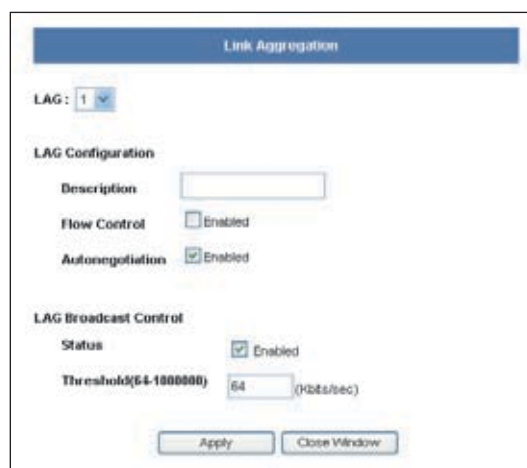 Link Aggregation
LAG : 1
LAG Configuration
Description
Flow Control Enabled
Autonegotiation Enabled
LAG Broadcast Control
Status Enabled
Threshold(64-1000000) 64 (Kbits/sec)
Apply Close Window